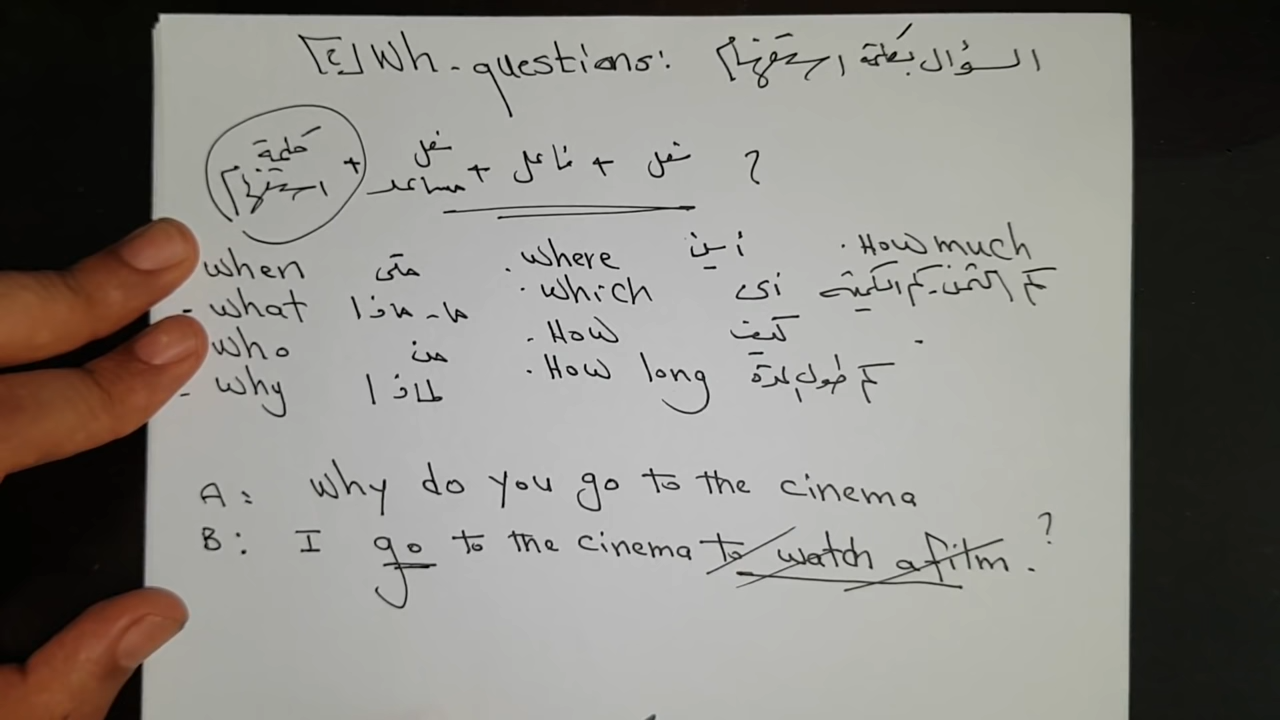 [2] Wh-questions: السؤال بكلمة استفهام
كلمة استفهام + فعل مساعد + فاعل + فعل ?
when متى . where أين . How much
- what ما - ماذا . which أى كم الثمن - كم الكمية
who من - How كيف .
- why لماذا . How long كم طول المدة
A: why do you go to the cinema
B: I go to the cinema to watch a film. ?